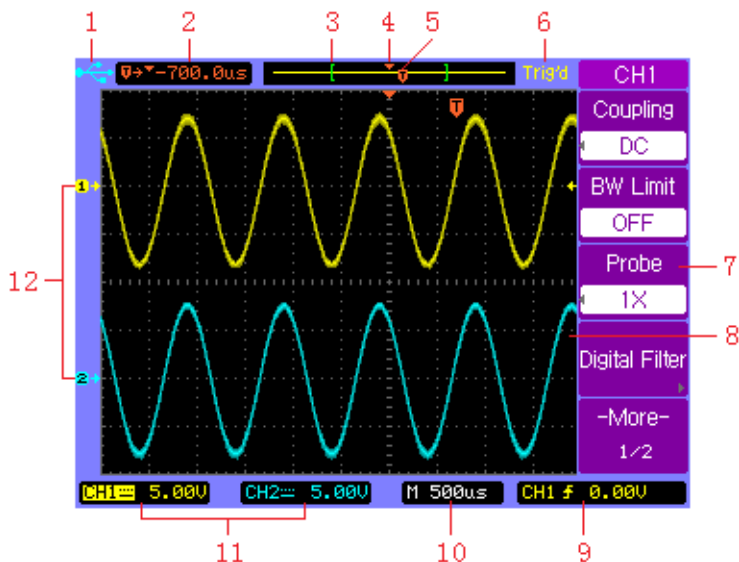 1 2 3 4 5 6
T→-700.0us T Trig'd CH1
T
Coupling
DC
1 BW Limit
OFF
Probe 7
12
1X
8
Digital Filter
2
-More-
1/2
CH1 5.00V CH2 5.00V M 500us CH1 0.00V
11 10 9